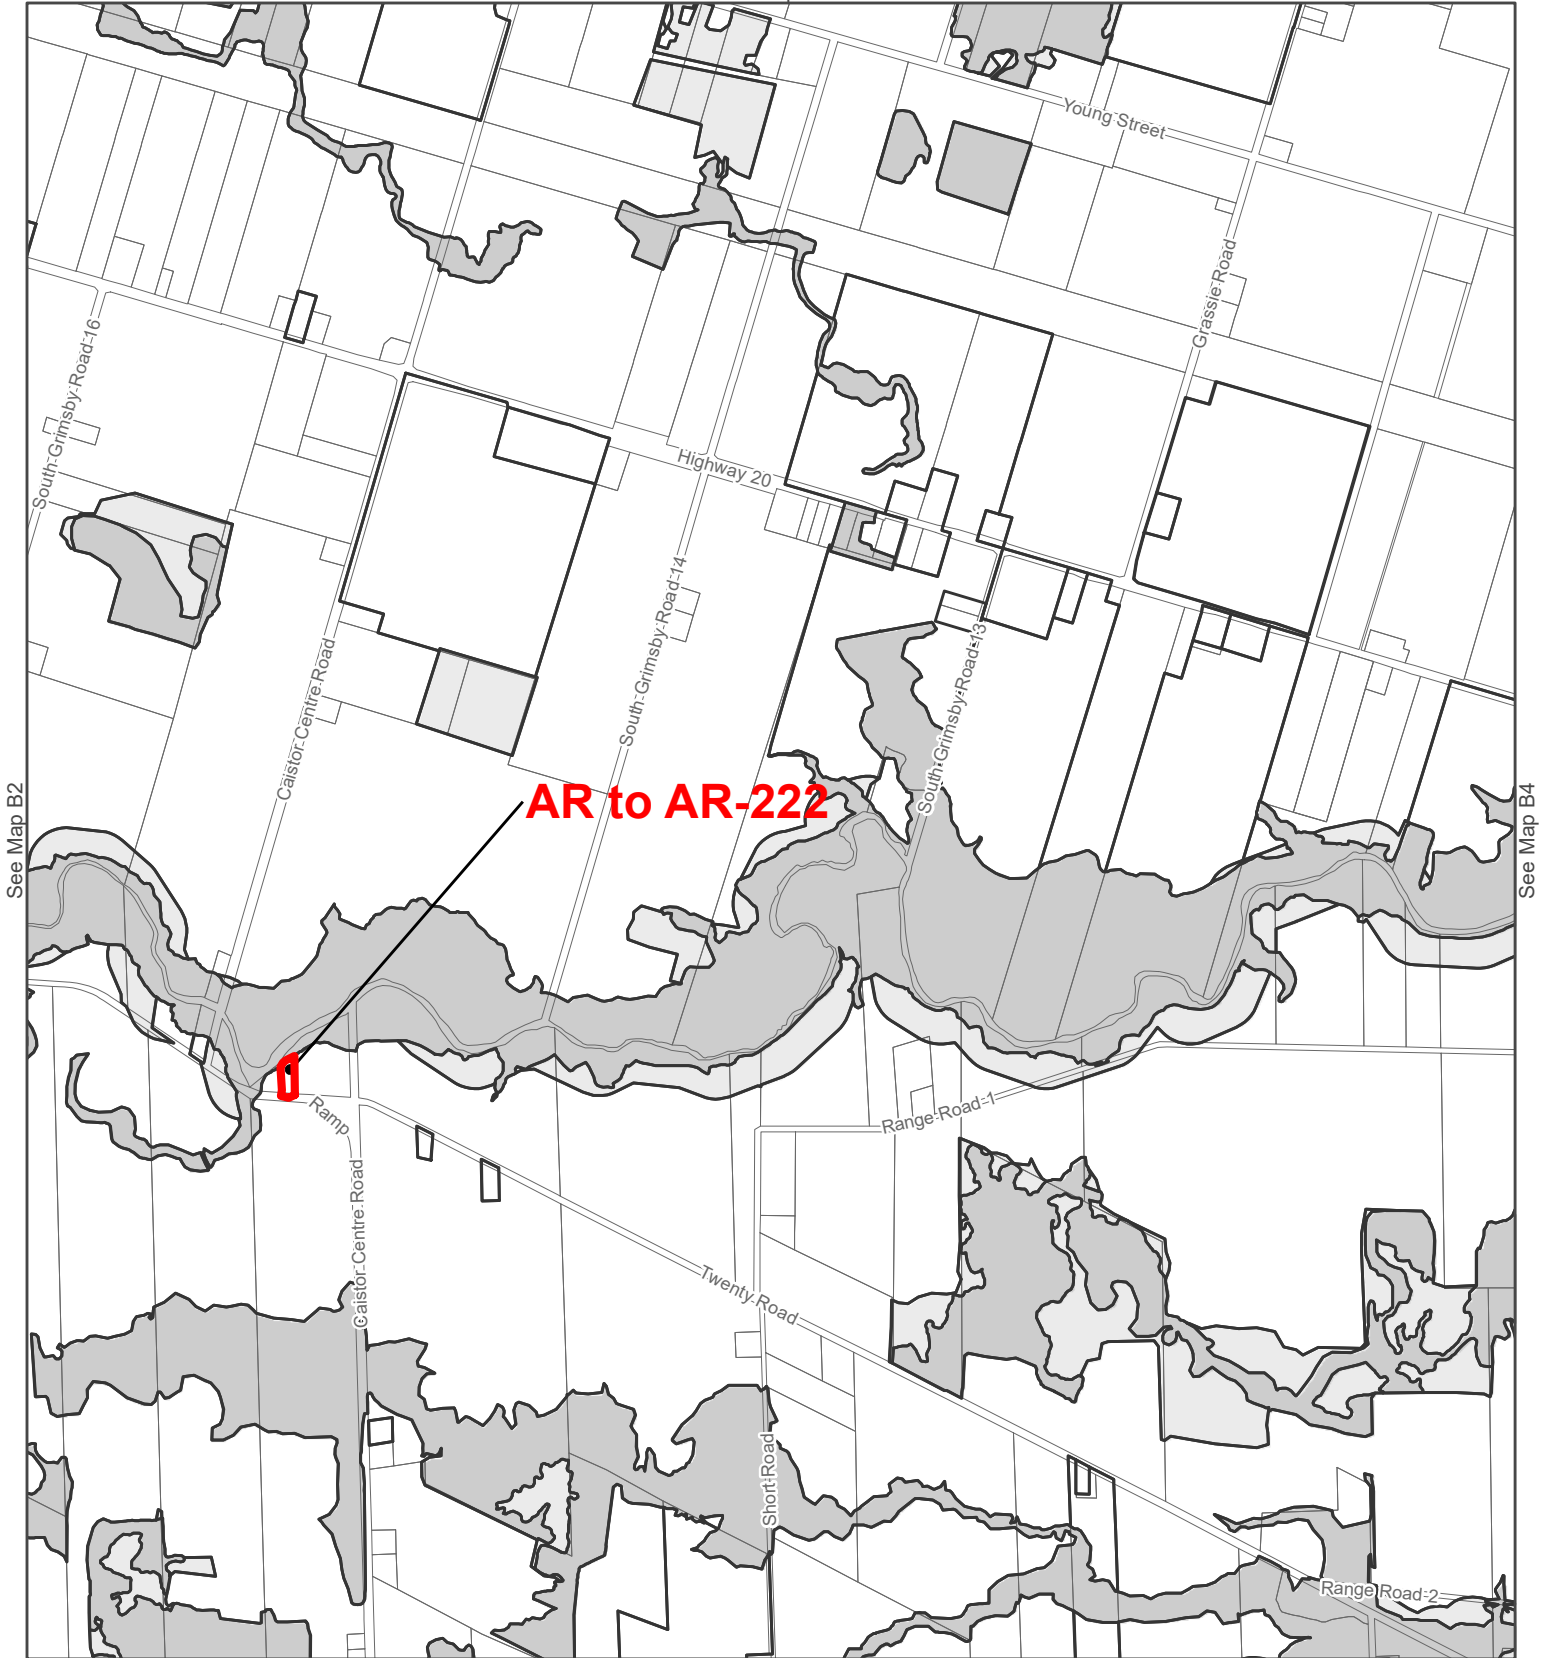 Young Street
Grassie Road
South Grimsby Road 16
Highway 20
South Grimsby Road 14
South Grimsby Road 13
Caistor Centre Road
See Map B2
AR to AR-222
See Map B4
Ramp
Range Road 1
Caistor Centre Road
Twenty Road
Short Road
Range Road 2